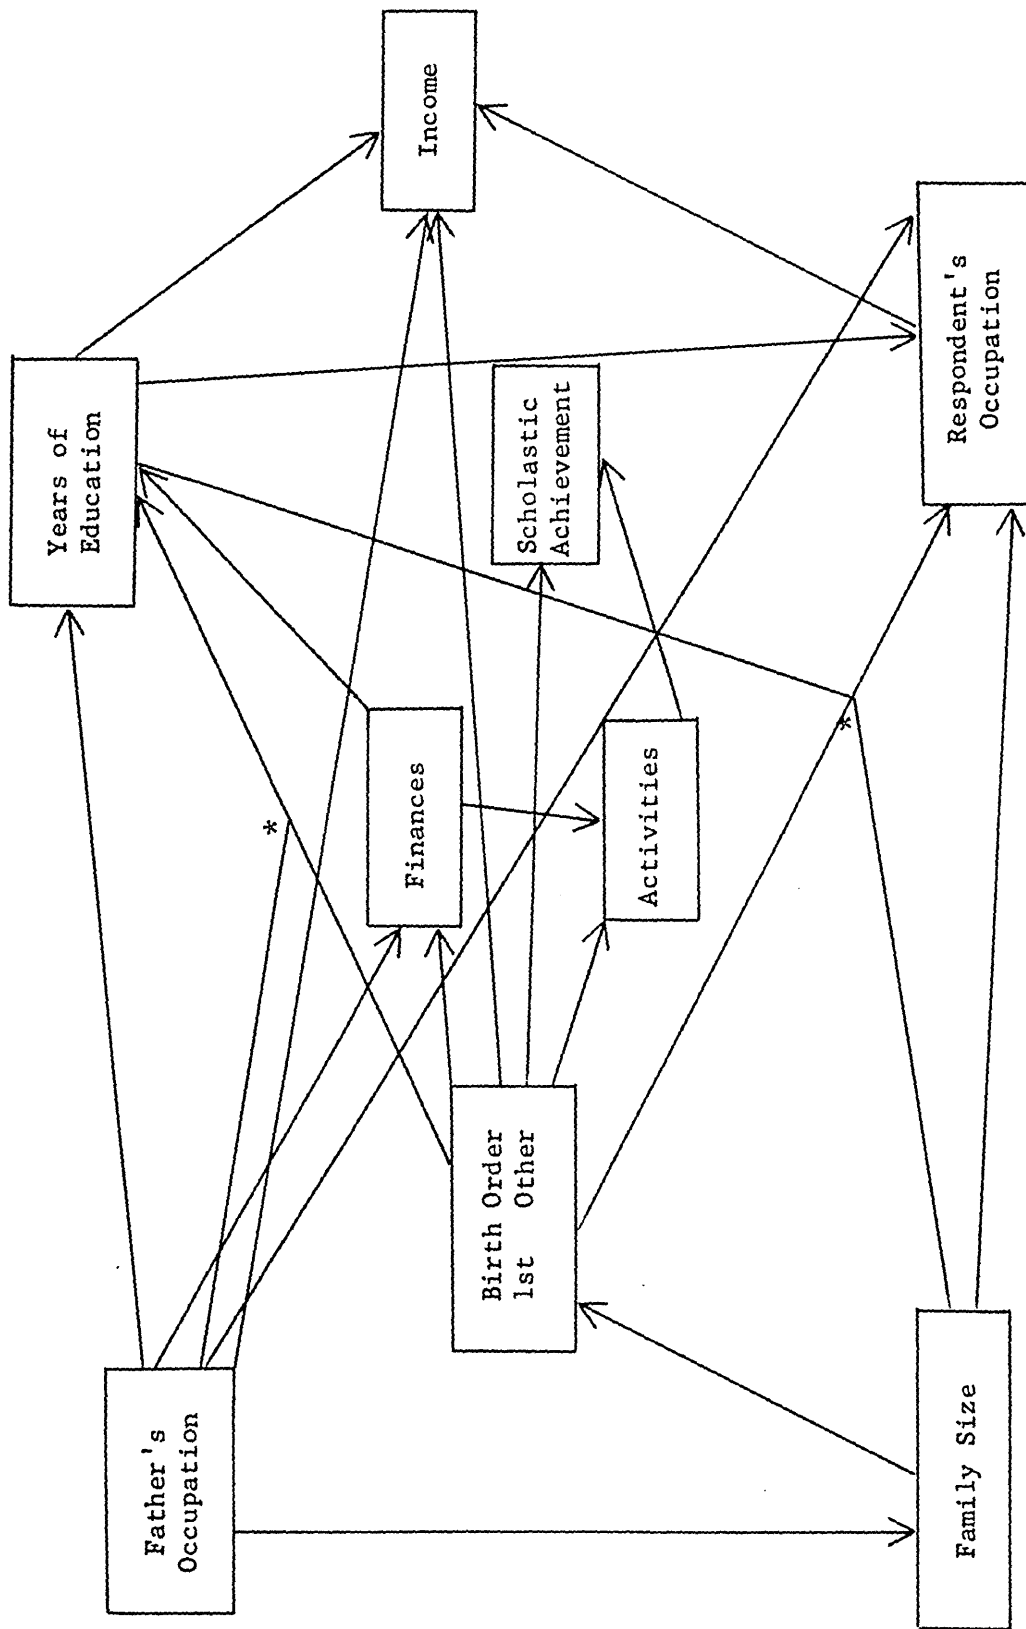 Father's
Occupation
Years of
Education
*
Finances
Income
Birth Order
1st Other
Scholastic
Achievement
Activities
*
Family Size
Respondent's
Occupation